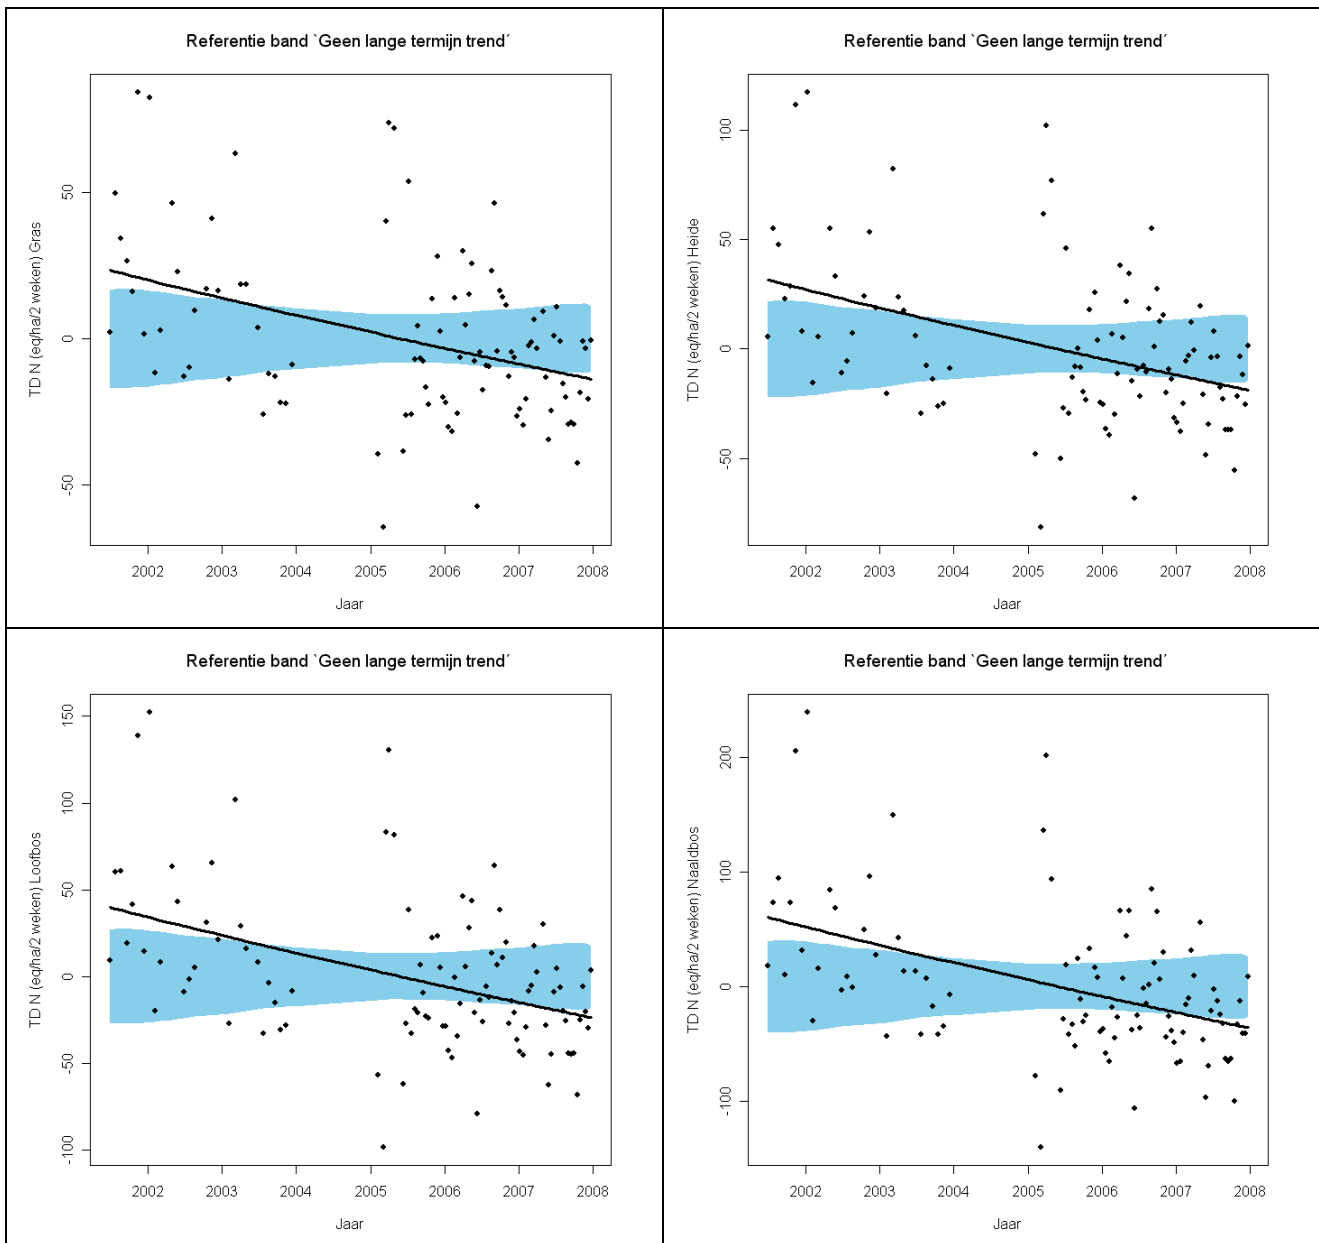 Referentie band `Geen lange termijn trend´
TD N (eq/ha/2 weken) Gras
50
0
-50
2002 2003 2004 2005 2006 2007 2008
Jaar
Referentie band `Geen lange termijn trend´
TD N (eq/ha/2 weken) Heide
100
50
0
-50
2002 2003 2004 2005 2006 2007 2008
Jaar
Referentie band `Geen lange termijn trend´
TD N (eq/ha/2 weken) Loofbos
150
100
50
0
-50
-100
2002 2003 2004 2005 2006 2007 2008
Jaar
Referentie band `Geen lange termijn trend´
TD N (eq/ha/2 weken) Naaldbos
200
100
0
-100
2002 2003 2004 2005 2006 2007 2008
Jaar